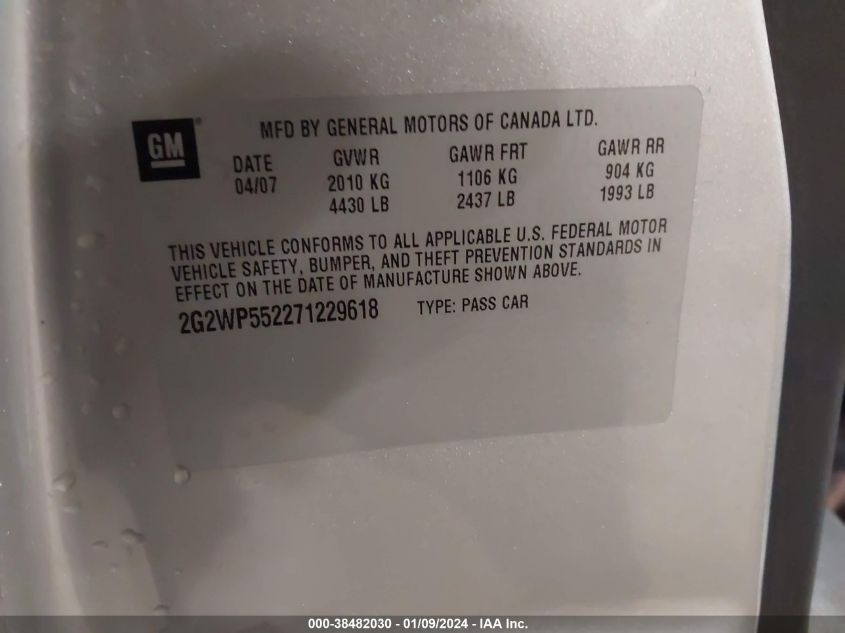 GM
MFD BY GENERAL MOTORS OF CANADA LTD.
DATE GVWR GAWR FRT GAWR RR
04/07 2010 KG 1106 KG 904 KG
4430 LB 2437 LB 1993 LB
THIS VEHICLE CONFORMS TO ALL APPLICABLE U.S. FEDERAL MOTOR
VEHICLE SAFETY, BUMPER, AND THEFT PREVENTION STANDARDS IN
EFFECT ON THE DATE OF MANUFACTURE SHOWN ABOVE.
2G2WP552271229618 TYPE: PASS CAR
000-38482030 - 01/09/2024 - IAA Inc.